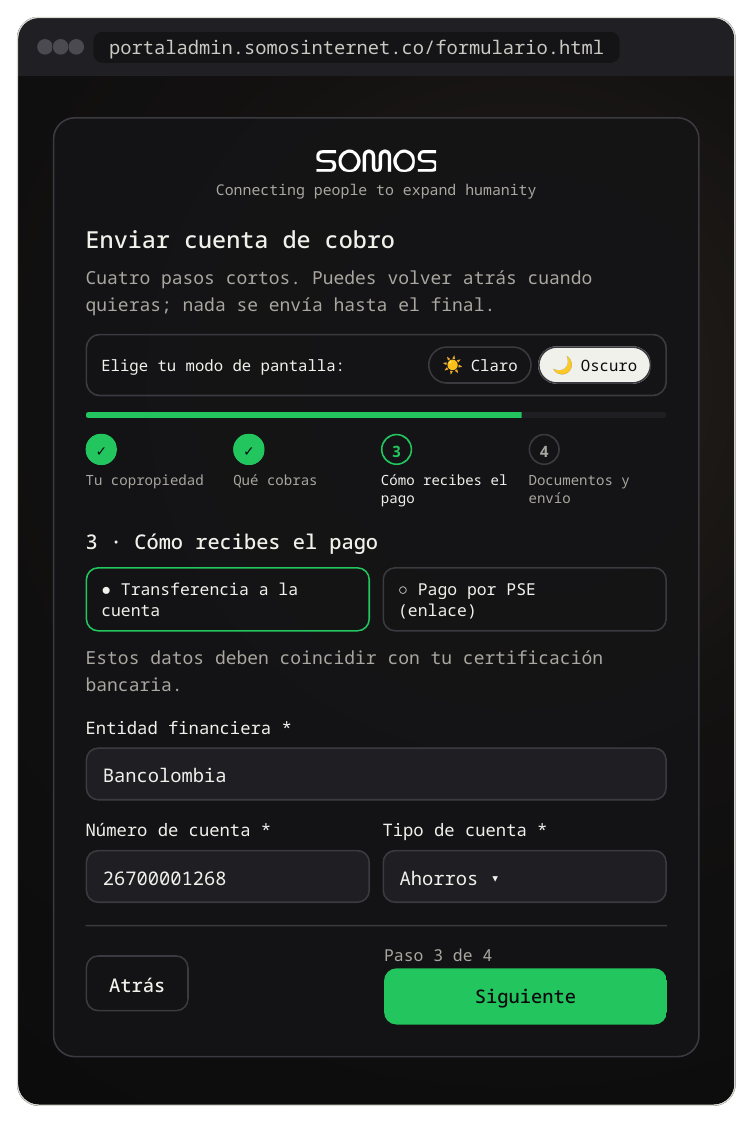 portaladmin.somosinternet.co/formulario.html
SOMOS
Connecting people to expand humanity
Enviar cuenta de cobro
Cuatro pasos cortos. Puedes volver atrás cuando
quieras; nada se envía hasta el final.
Elige tu modo de pantalla:
☀️ Claro
🌙 Oscuro
✓
✓
3
4
Tu copropiedad
Qué cobras
Cómo recibes el
pago
Documentos y
envío
3 · Cómo recibes el pago
● Transferencia a la
cuenta
○ Pago por PSE
(enlace)
Estos datos deben coincidir con tu certificación
bancaria.
Entidad financiera *
Bancolombia
Número de cuenta *
Tipo de cuenta *
26700001268
Ahorros ▾
Paso 3 de 4
Atrás
Siguiente